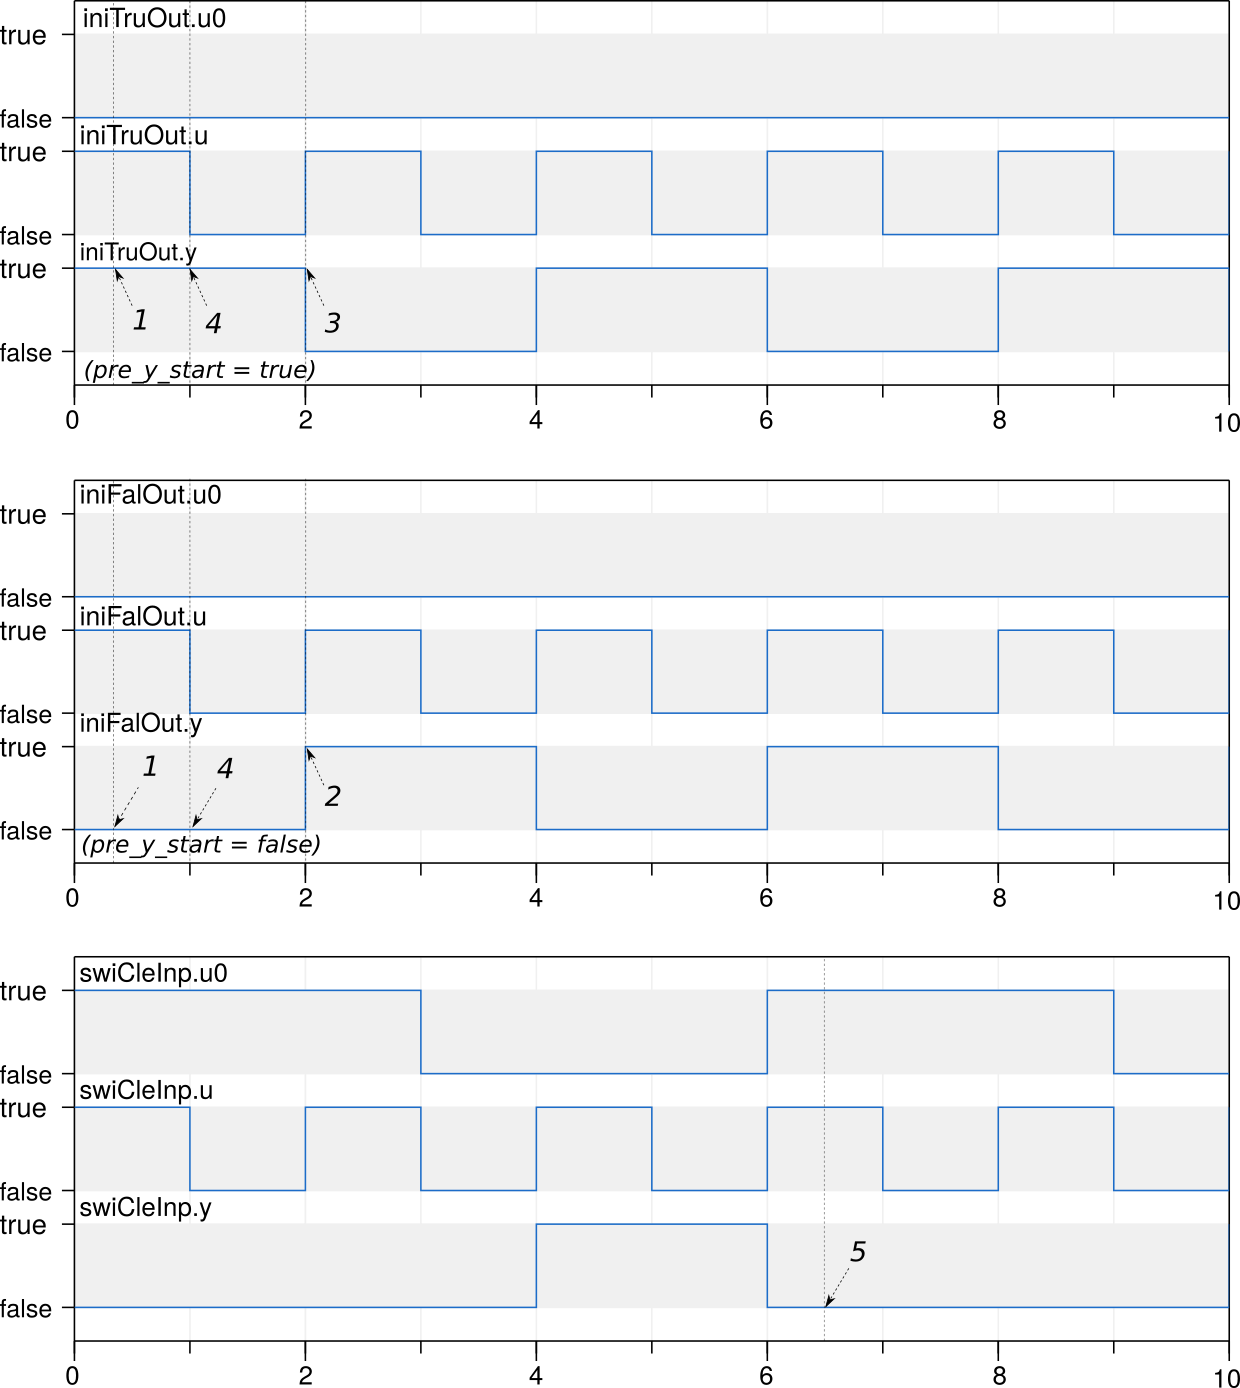 iniTruOut.u0
true
false
iniTruOut.u
true
false
iniTruOut.y
true
1 4 3
false
(pre_y_start = true)
0 2 4 6 8 10
iniFalOut.u0
true
false
iniFalOut.u
true
false
iniFalOut.y
true
1 4 2
false
(pre_y_start = false)
0 2 4 6 8 10
swiCleInp.u0
true
false
swiCleInp.u
true
false
swiCleInp.y
true
5
false
0 2 4 6 8 10